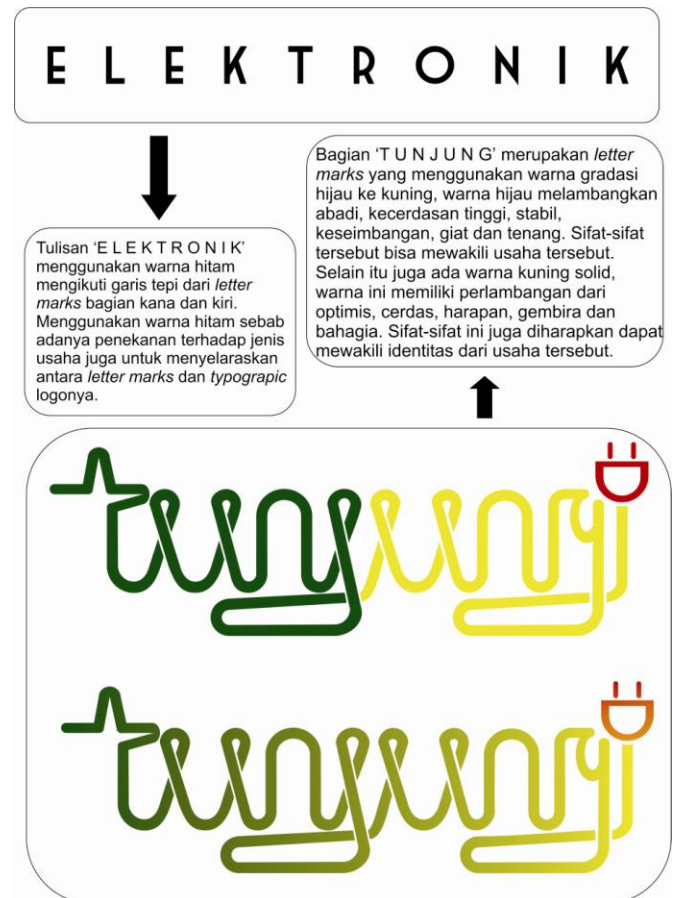 E L E K T R O N I K
Bagian ‘T U N J U N G’ merupakan letter
marks yang menggunakan warna gradasi
hijau ke kuning, warna hijau melambangkan
abadi, kecerdasan tinggi, stabil,
keseimbangan, giat dan tenang. Sifat-sifat
tersebut bisa mewakili usaha tersebut.
Selain itu juga ada warna kuning solid,
warna ini memiliki perlambangan dari
optimis, cerdas, harapan, gembira dan
bahagia. Sifat-sifat ini juga diharapkan dapat
mewakili identitas dari usaha tersebut.
Tulisan ‘E L E K T R O N I K’
menggunakan warna hitam
mengikuti garis tepi dari letter
marks bagian kana dan kiri.
Menggunakan warna hitam sebab
adanya penekanan terhadap jenis
usaha juga untuk menyelaraskan
antara letter marks dan typograpic
logonya.
tunjung
tunjung